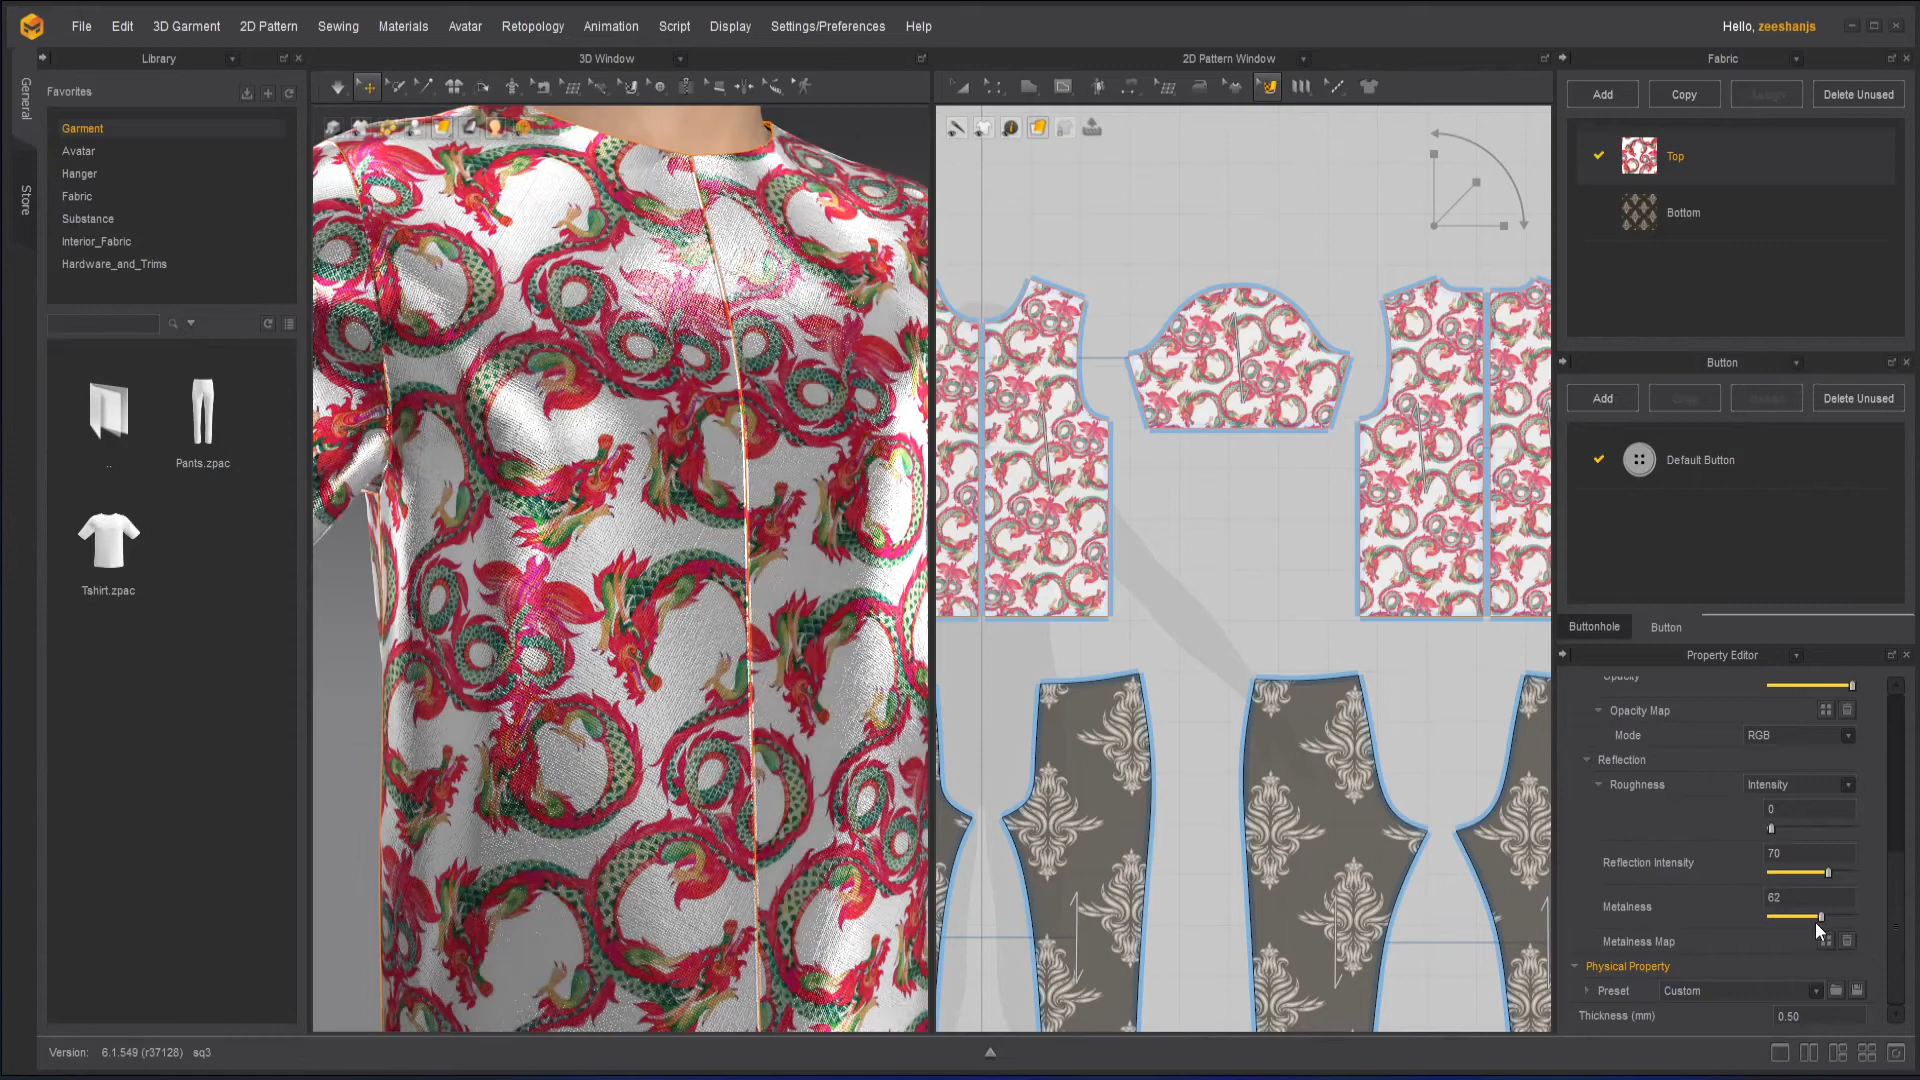 File Edit 3D Garment 2D Pattern Sewing Materials Avatar Retopology Animation Script Display Settings/Preferences Help
Hello, zeeshanjs
Library
3D Window
2D Pattern Window
Fabric
General
Store
Favorites
Garment
Avatar
Hanger
Fabric
Substance
Interior_Fabric
Hardware_and_Trims
..
Pants.zpac
Tshirt.zpac
Add Copy Delete Unused
Top
Bottom
Button
Add Delete Unused
Default Button
Buttonhole Button
Property Editor
Opacity
Opacity Map
Mode RGB
Reflection
Roughness Intensity
0
Reflection Intensity 70
Metalness 62
Metalness Map
Physical Property
Preset Custom
Thickness (mm) 0.50
Version: 6.1.549 (r37128) sq3